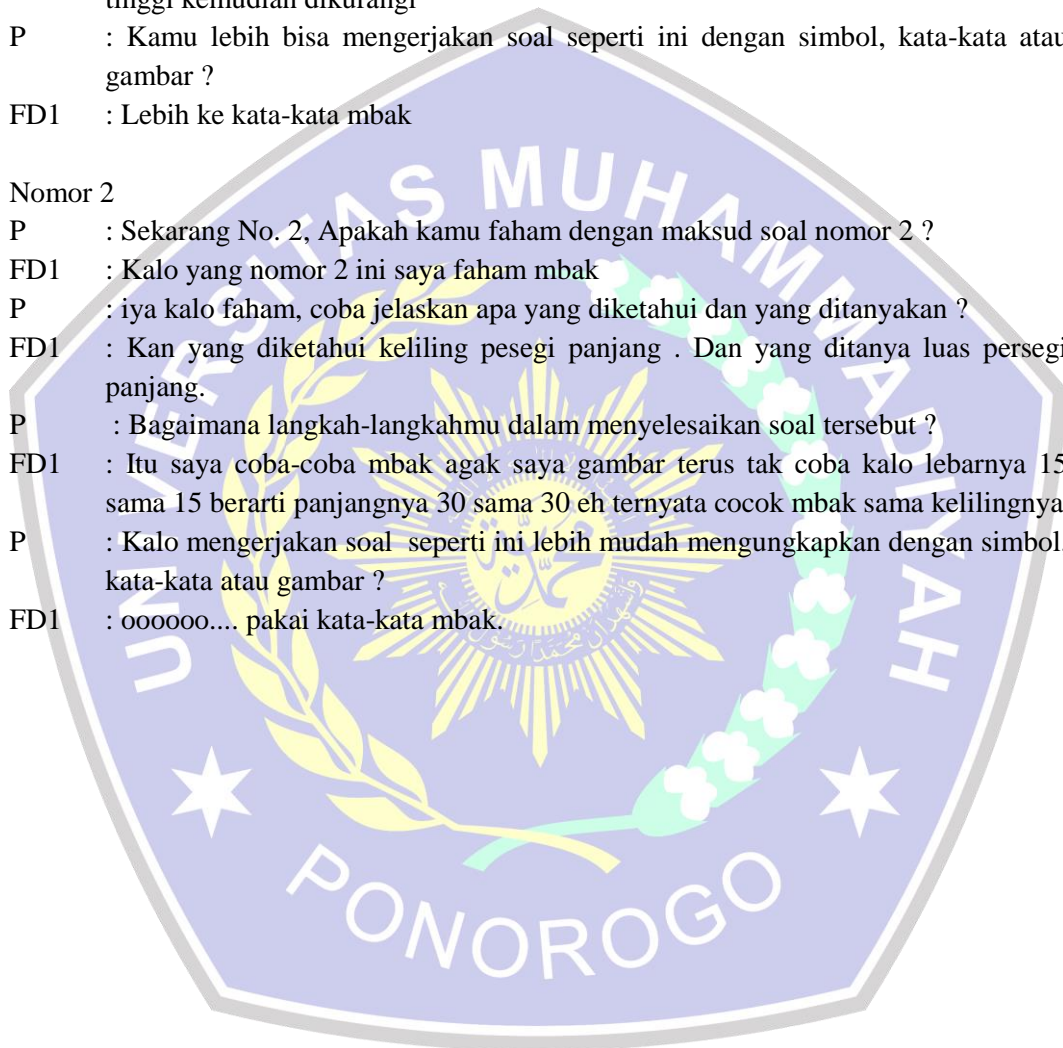 tinggi kemudian dikurangi
P : Kamu lebih bisa mengerjakan soal seperti ini dengan simbol, kata-kata atau
gambar ?
FD1 : Lebih ke kata-kata mbak
Nomor 2
P : Sekarang No. 2, Apakah kamu faham dengan maksud soal nomor 2 ?
FD1 : Kalo yang nomor 2 ini saya faham mbak
P : iya kalo faham, coba jelaskan apa yang diketahui dan yang ditanyakan ?
FD1 : Kan yang diketahui keliling pesegi panjang . Dan yang ditanya luas persegi
panjang.
P : Bagaimana langkah-langkahmu dalam menyelesaikan soal tersebut ?
FD1 : Itu saya coba-coba mbak agak saya gambar terus tak coba kalo lebarnya 15
sama 15 berarti panjangnya 30 sama 30 eh ternyata cocok mbak sama kelilingnya
P : Kalo mengerjakan soal seperti ini lebih mudah mengungkapkan dengan simbol,
kata-kata atau gambar ?
FD1 : oooooo.... pakai kata-kata mbak.
UNIVERSITAS MUHAMMADIYAH
PONOROGO